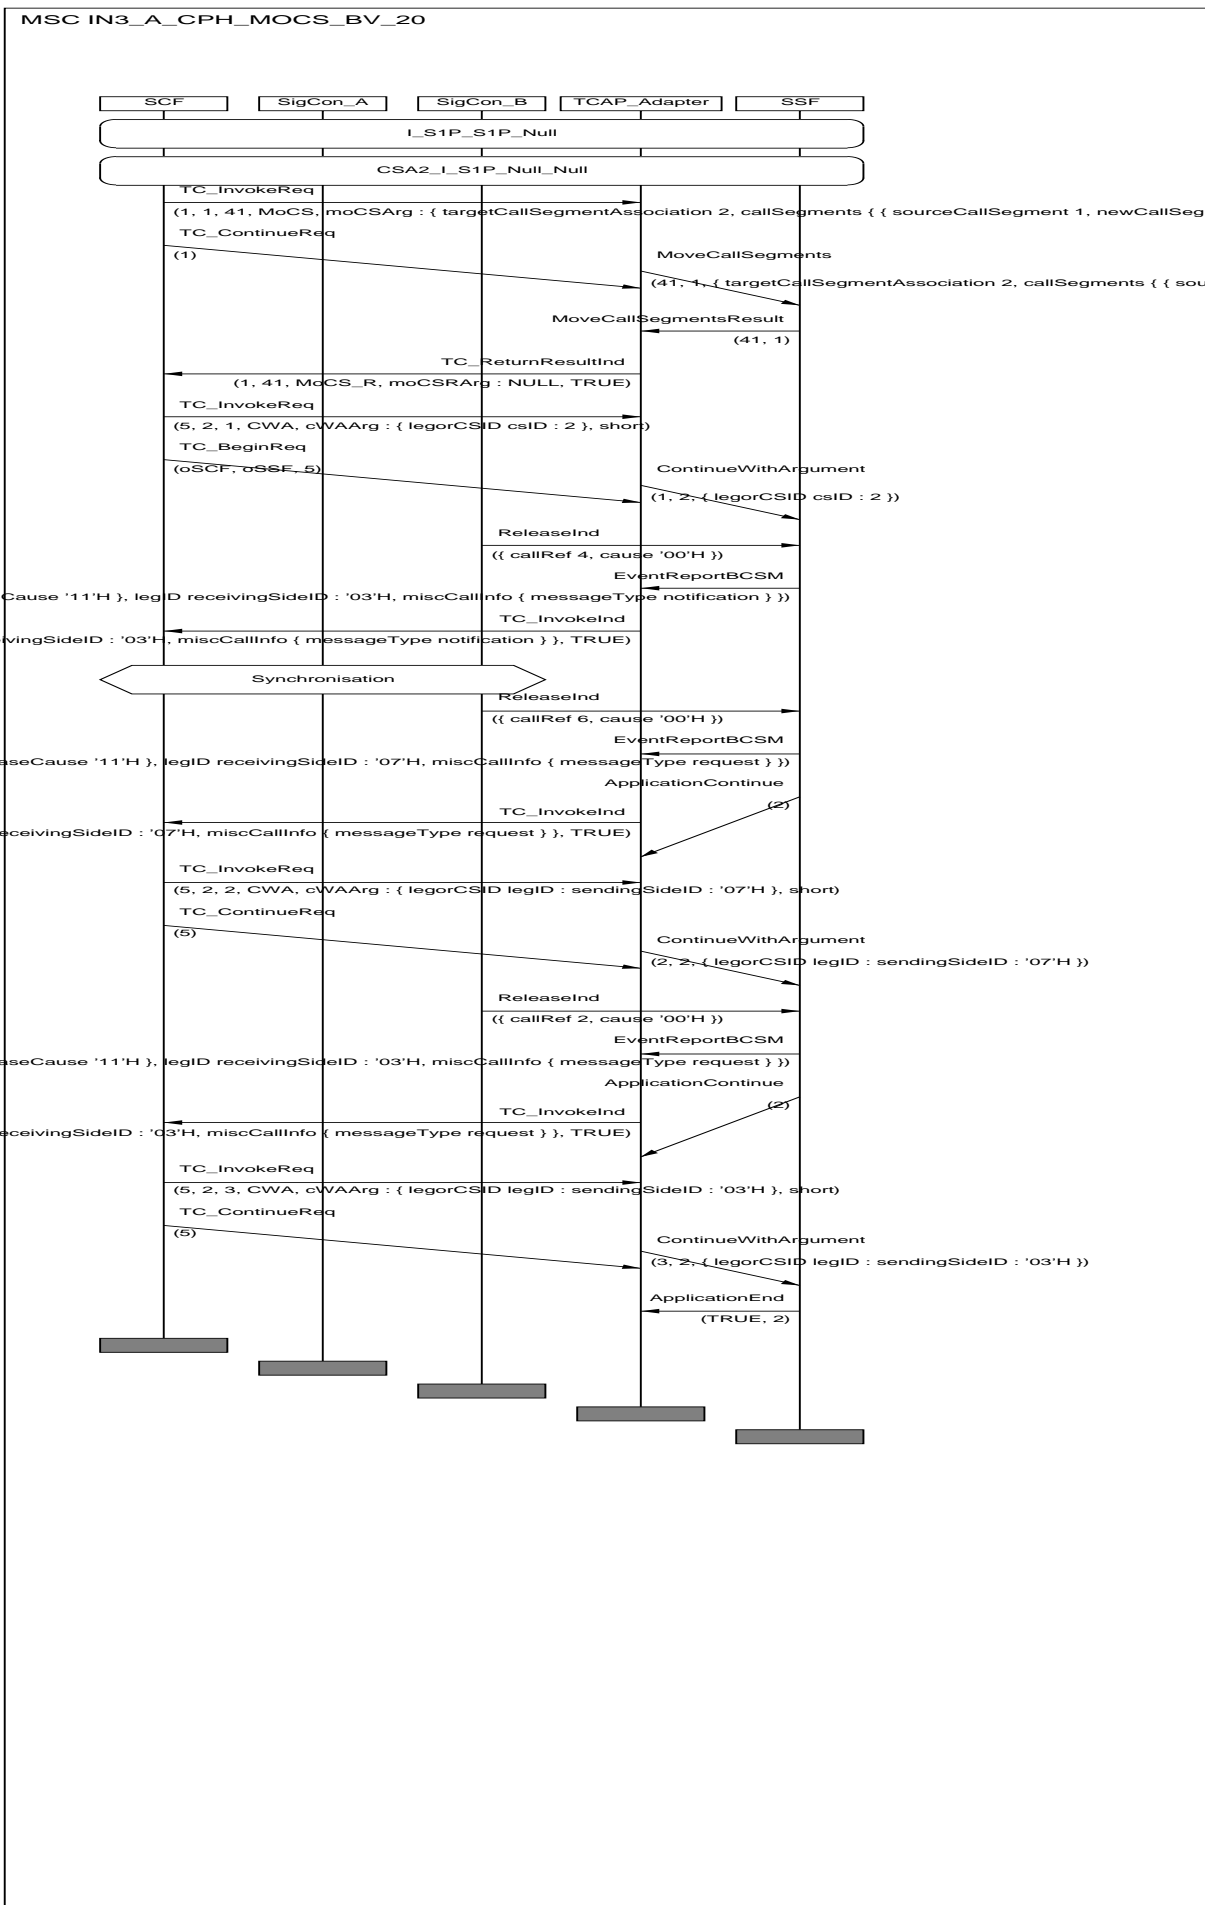 MSC IN3_A_CPH_MOCS_BV_20
SCF SigCon_A SigCon_B TCAP_Adapter SSF
I_S1P_S1P_Null
CSA2_I_S1P_Null_Null
TC_InvokeReq
(1, 1, 41, MoCS, moCSArg : { targetCallSegmentAssociation 2, callSegments { { sourceCallSegment 1, newCallSeg
TC_ContinueReq
(1)
MoveCallSegments
(41, 1, { targetCallSegmentAssociation 2, callSegments { { sou
MoveCallSegmentsResult
(41, 1)
TC_ReturnResultInd
(1, 41, MoCS_R, moCSRArg : NULL, TRUE)
TC_InvokeReq
(5, 2, 1, CWA, cWAArg : { legorCSID csID : 2 }, short)
TC_BeginReq
(oSCF, oSSF, 5)
ContinueWithArgument
(1, 2, { legorCSID csID : 2 })
ReleaseInd
({ callRef 4, cause '00'H })
EventReportBCSM
Cause '11'H }, legID receivingSideID : '03'H, miscCallInfo { messageType notification } })
TC_InvokeInd
ivingSideID : '03'H, miscCallInfo { messageType notification } }, TRUE)
Synchronisation
ReleaseInd
({ callRef 6, cause '00'H })
EventReportBCSM
aseCause '11'H }, legID receivingSideID : '07'H, miscCallInfo { messageType request } })
ApplicationContinue
(2)
TC_InvokeInd
eceivingSideID : '07'H, miscCallInfo { messageType request } }, TRUE)
TC_InvokeReq
(5, 2, 2, CWA, cWAArg : { legorCSID legID : sendingSideID : '07'H }, short)
TC_ContinueReq
(5)
ContinueWithArgument
(2, 2, { legorCSID legID : sendingSideID : '07'H })
ReleaseInd
({ callRef 2, cause '00'H })
EventReportBCSM
aseCause '11'H }, legID receivingSideID : '03'H, miscCallInfo { messageType request } })
ApplicationContinue
(2)
TC_InvokeInd
eceivingSideID : '03'H, miscCallInfo { messageType request } }, TRUE)
TC_InvokeReq
(5, 2, 3, CWA, cWAArg : { legorCSID legID : sendingSideID : '03'H }, short)
TC_ContinueReq
(5)
ContinueWithArgument
(3, 2, { legorCSID legID : sendingSideID : '03'H })
ApplicationEnd
(TRUE, 2)